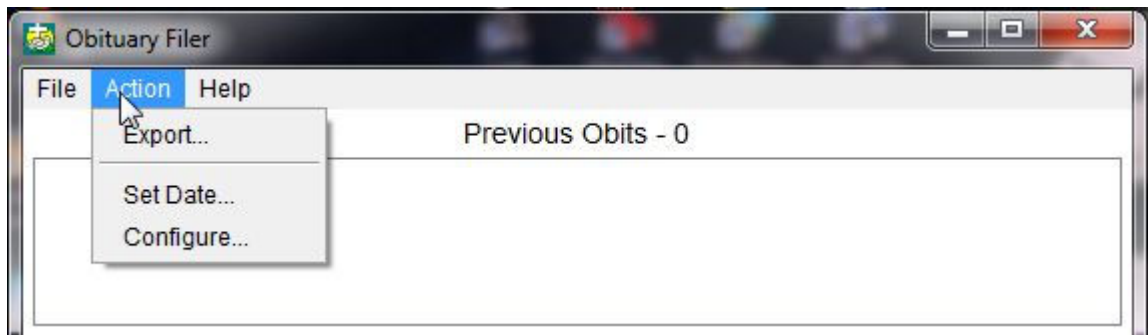 Obituary Filer
File Action Help
Previous Obits - 0
Export...
Set Date...
Configure...